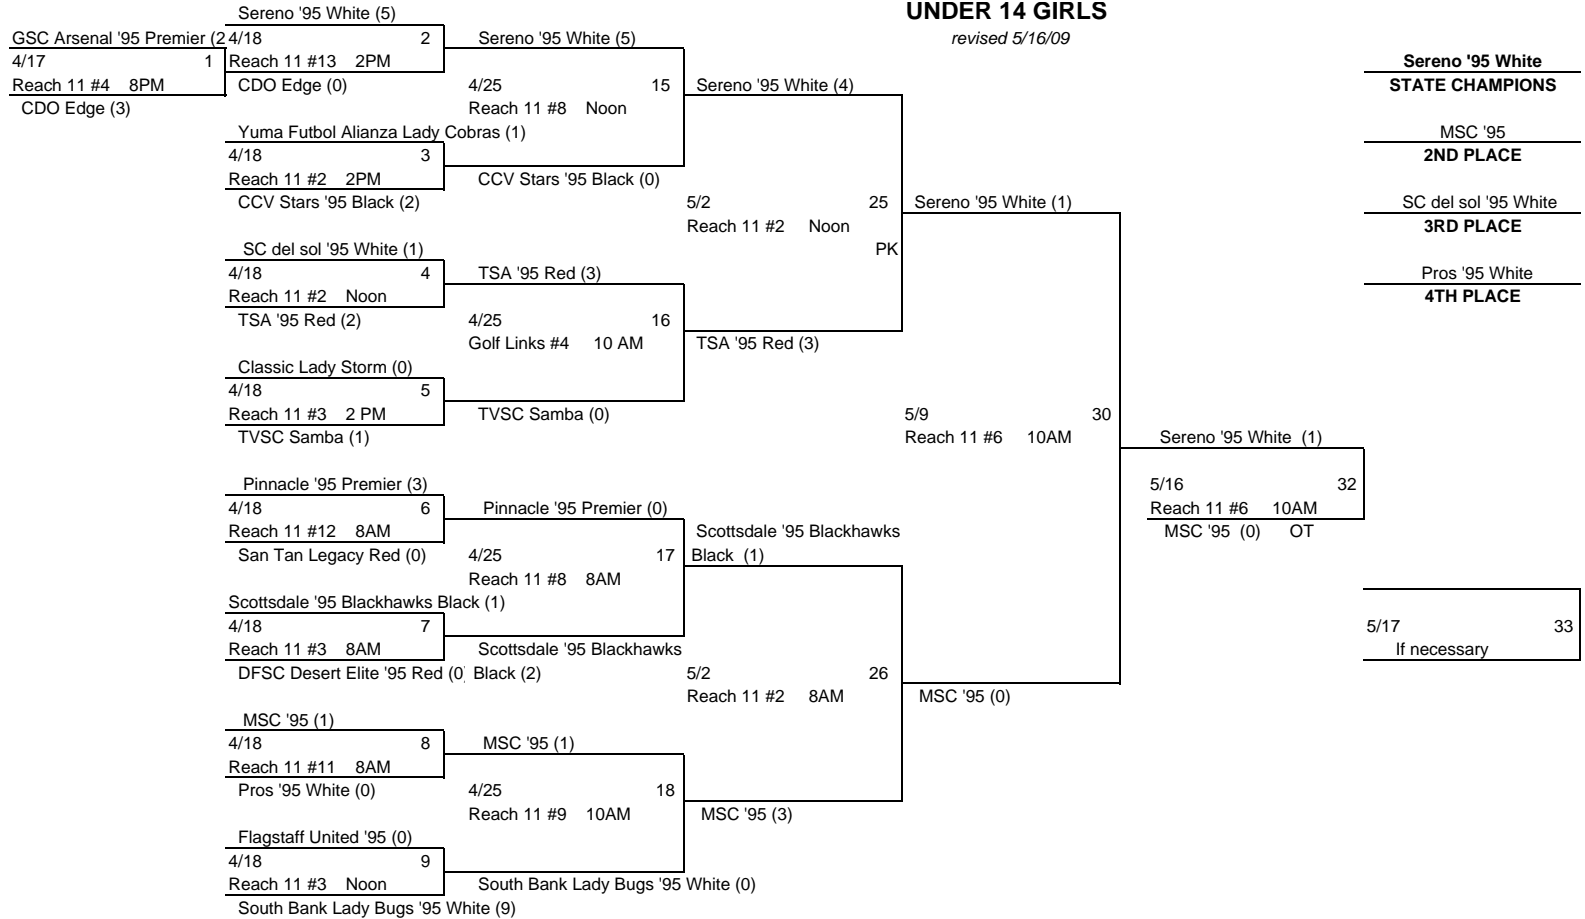 UNDER 14 GIRLS
revised 5/16/09
Sereno '95 White (5)
GSC Arsenal '95 Premier (2
4/17 1
Reach 11 #4 8PM
CDO Edge (3)
4/18 2
Reach 11 #13 2PM
CDO Edge (0)
Yuma Futbol Alianza Lady Cobras (1)
4/18 3
Reach 11 #2 2PM
CCV Stars '95 Black (2)
SC del sol '95 White (1)
4/18 4
Reach 11 #2 Noon
TSA '95 Red (2)
Classic Lady Storm (0)
4/18 5
Reach 11 #3 2 PM
TVSC Samba (1)
Pinnacle '95 Premier (3)
4/18 6
Reach 11 #12 8AM
San Tan Legacy Red (0)
Scottsdale '95 Blackhawks Black (1)
4/18 7
Reach 11 #3 8AM
DFSC Desert Elite '95 Red (0)
MSC '95 (1)
4/18 8
Reach 11 #11 8AM
Pros '95 White (0)
Flagstaff United '95 (0)
4/18 9
Reach 11 #3 Noon
South Bank Lady Bugs '95 White (9)
Sereno '95 White (5)
4/25 15
Reach 11 #8 Noon
CCV Stars '95 Black (0)
TSA '95 Red (3)
4/25 16
Golf Links #4 10 AM
TVSC Samba (0)
Pinnacle '95 Premier (0)
4/25 17
Reach 11 #8 8AM
Scottsdale '95 Blackhawks
Black (2)
MSC '95 (1)
4/25 18
Reach 11 #9 10AM
South Bank Lady Bugs '95 White (0)
Sereno '95 White (4)
5/2 25
Reach 11 #2 Noon
PK
TSA '95 Red (3)
Scottsdale '95 Blackhawks
Black (1)
5/2 26
Reach 11 #2 8AM
MSC '95 (3)
Sereno '95 White (1)
5/9 30
Reach 11 #6 10AM
MSC '95 (0)
Sereno '95 White (1)
5/16 32
Reach 11 #6 10AM
MSC '95 (0) OT
5/17 33
If necessary
Sereno '95 White
STATE CHAMPIONS
MSC '95
2ND PLACE
SC del sol '95 White
3RD PLACE
Pros '95 White
4TH PLACE